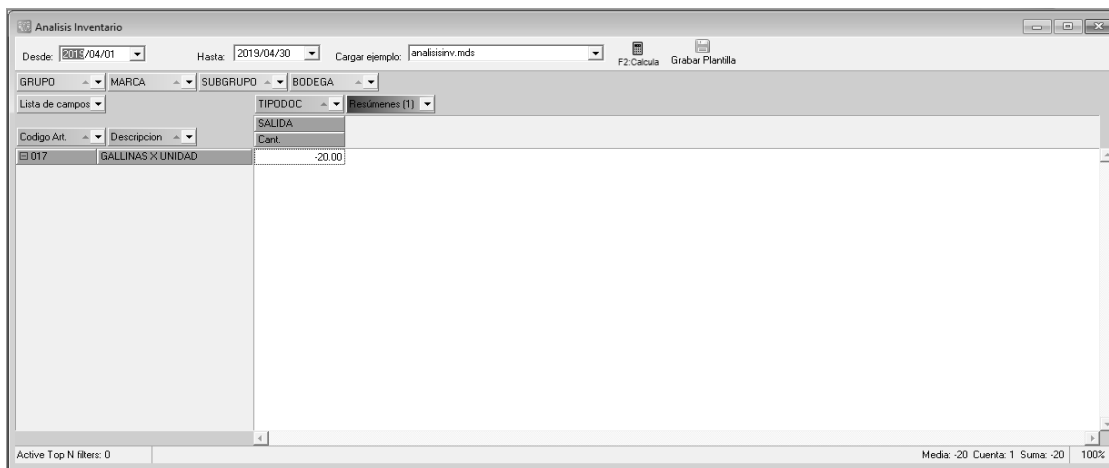 Analisis Inventario
Desde: 2019/04/01 Hasta: 2019/04/30 Cargar ejemplo: analisisinv.mds F2:Calcula Grabar Plantilla
GRUPO MARCA SUBGRUPO BODEGA
Lista de campos TIPODOC Resúmenes (1)
SALIDA
Codigo Art. Descripcion Cant.
017 GALLINAS X UNIDAD -20.00
Active Top N filters: 0 Media: -20 Cuenta: 1 Suma: -20 100%